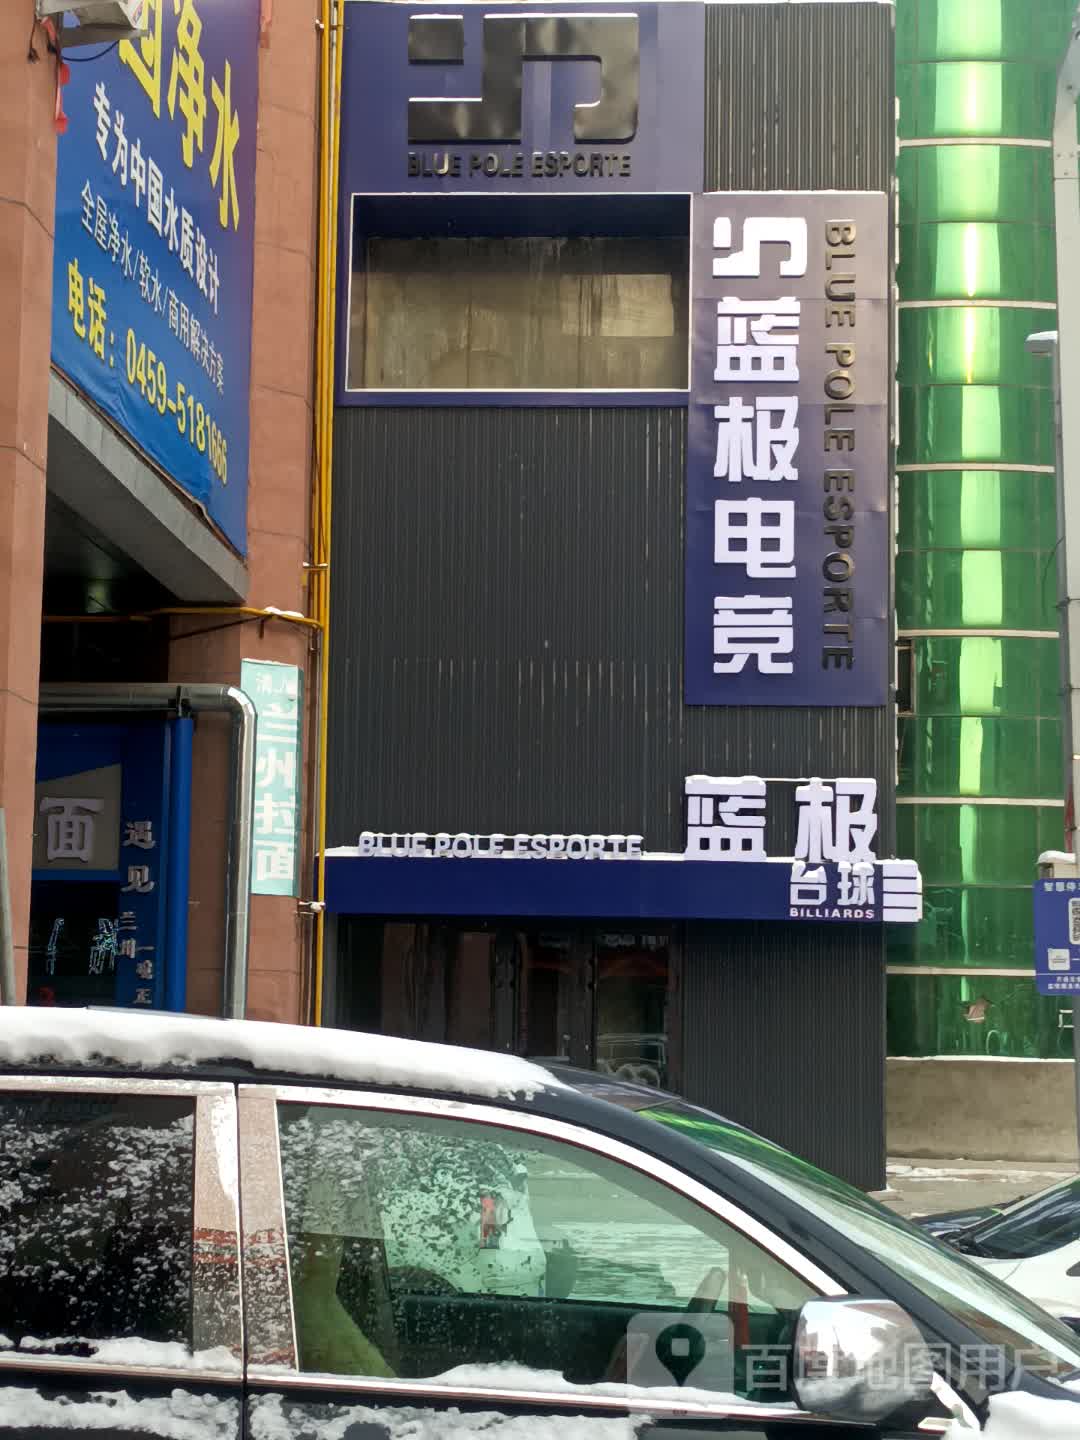 净水
专为中国水质设计
全屋净水/软水/商用解决方案
电话：0459-5181666
BLUE POLE ESPORTE
蓝极电竞
BLUE POLE ESPORTE
兰州拉面
面
遇见
BLUE POLE ESPORTE
蓝极
台球
BILLIARDS
智慧停
百度地图用户